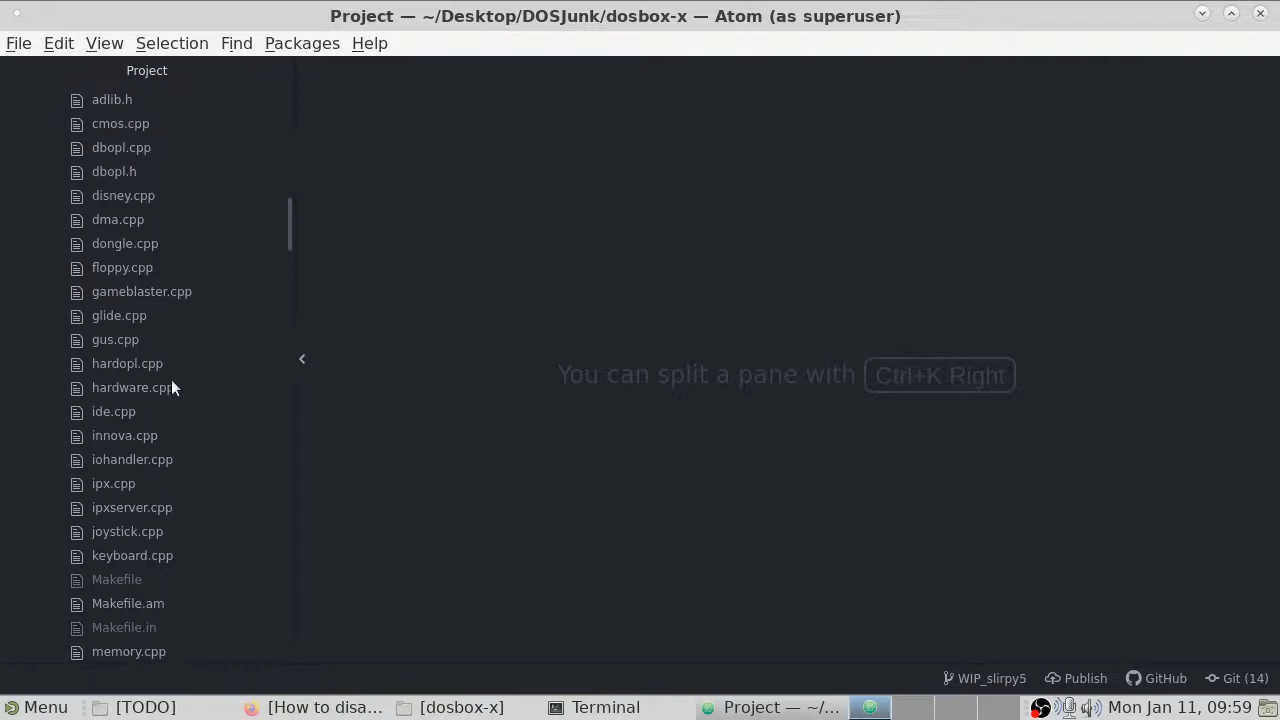 Project — ~/Desktop/DOSJunk/dosbox-x — Atom (as superuser)
File Edit View Selection Find Packages Help
Project
adlib.h
cmos.cpp
dbopl.cpp
dbopl.h
disney.cpp
dma.cpp
dongle.cpp
floppy.cpp
gameblaster.cpp
glide.cpp
gus.cpp
hardopl.cpp
hardware.cpp
ide.cpp
innova.cpp
iohandler.cpp
ipx.cpp
ipxserver.cpp
joystick.cpp
keyboard.cpp
Makefile
Makefile.am
Makefile.in
memory.cpp
You can split a pane with Ctrl+K Right
WIP_slirpy5 Publish GitHub Git (14)
Menu [TODO] [How to disa... [dosbox-x] Terminal Project — ~/... Mon Jan 11, 09:59